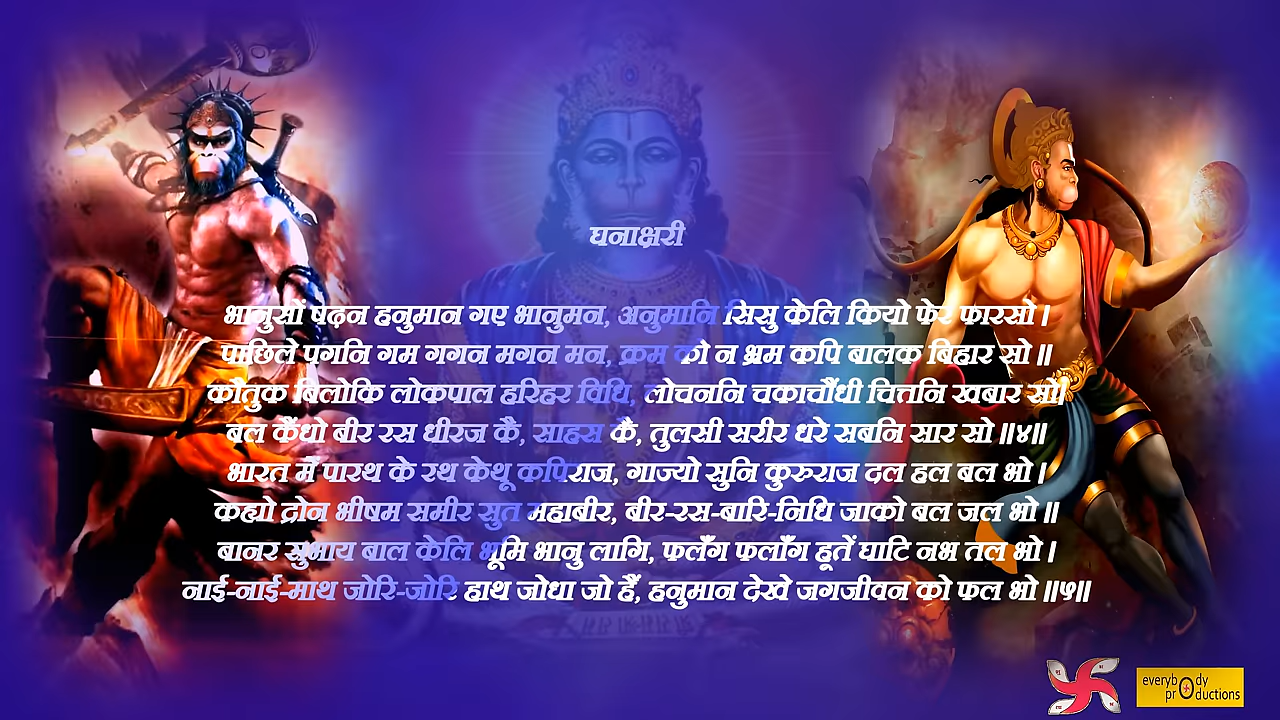 घनाक्षरी
भानुसों षढ़न हनुमान गए भानुमन, अनुमानि सिसु केलि कियो फेर फारसो ।
पाछिले पगनि गम गगन मगन मन, क्रम को न भ्रम कपि बालक बिहार सो ॥
कौतुक बिलोकि लोकपाल हरिहर विधि, लोचननि चकाचौंधी चित्तनि खबार सो।
बल कैंधो बीर रस धीरज कै, साहस कै, तुलसी सरीर धरे सबनि सार सो ॥४॥
भारत में पारथ के रथ केथू कपिराज, गाज्यो सुनि कुरुराज दल हल बल भो ।
कह्यो द्रोन भीषम समीर सुत महाबीर, बीर-रस-बारि-निधि जाको बल जल भो ॥
बानर सुभाय बाल केलि भूमि भानु लागि, फलँग फलाँग हूतें घाटि नभ तल भो ।
नाई-नाई-माथ जोरि-जोरि हाथ जोधा जो हैं, हनुमान देखे जगजीवन को फल भो ॥५॥
everybody
productions